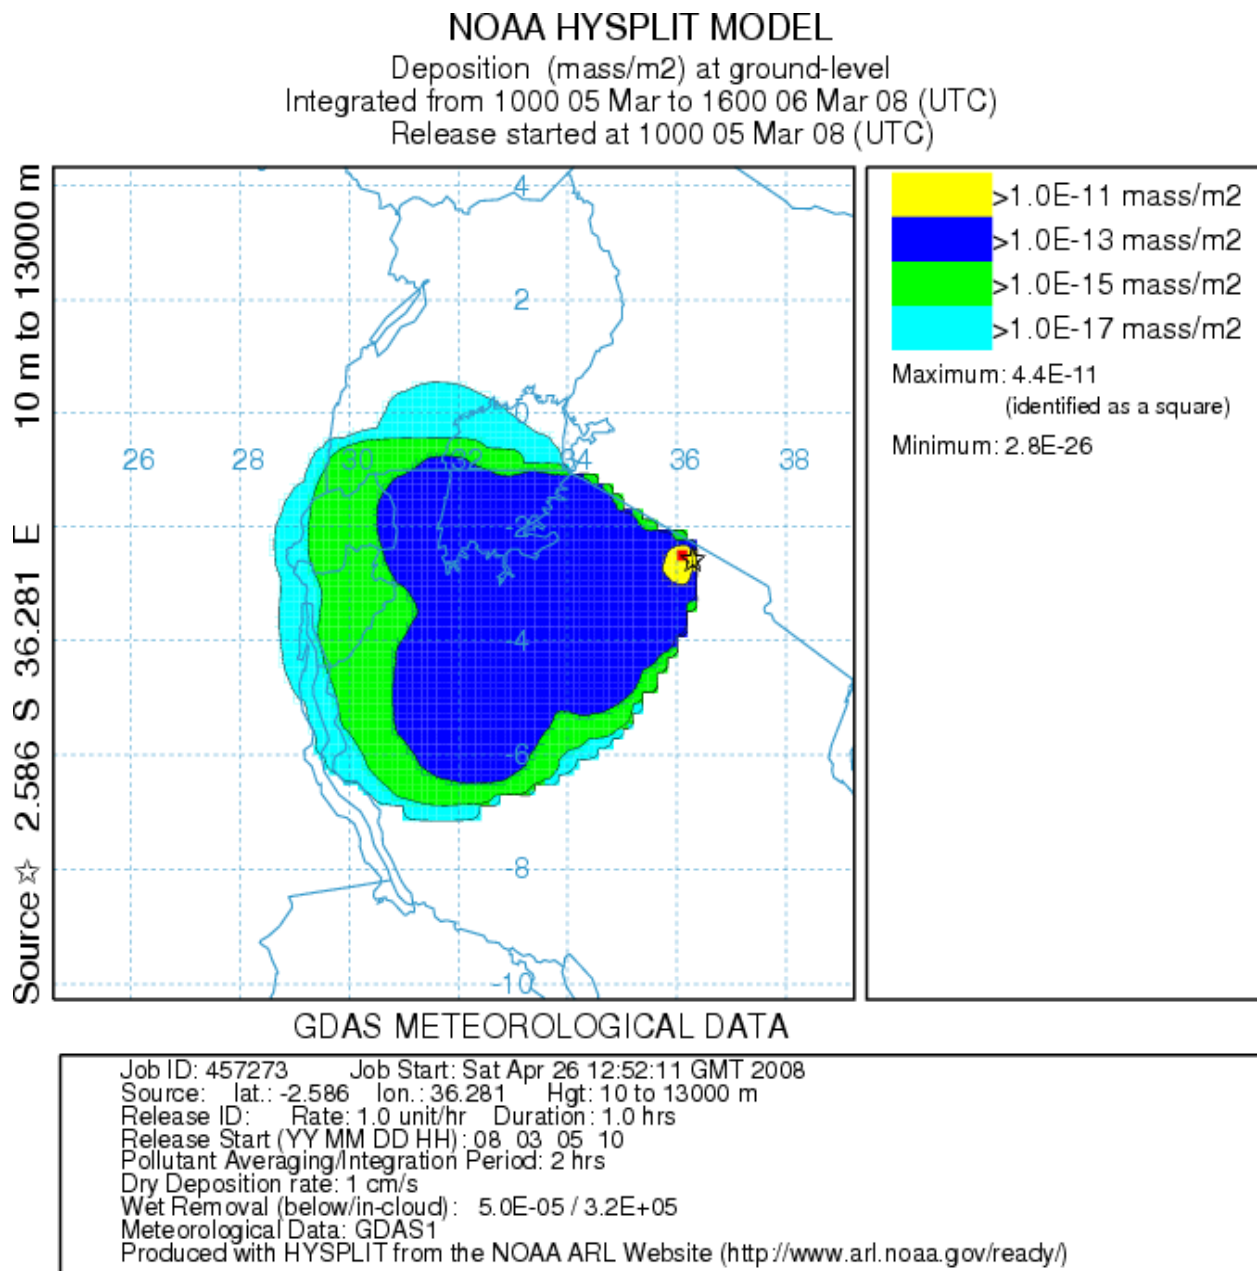 NOAA HYSPLIT MODEL
Deposition (mass/m2) at ground-level
Integrated from 1000 05 Mar to 1600 06 Mar 08 (UTC)
Release started at 1000 05 Mar 08 (UTC)
Source ☆ 2.586 S 36.281 E 10 m to 13000 m
4
2
0
26 28 30 32 34 36 38
-2
-4
-6
-8
-10
>1.0E-11 mass/m2
>1.0E-13 mass/m2
>1.0E-15 mass/m2
>1.0E-17 mass/m2
Maximum: 4.4E-11
(identified as a square)
Minimum: 2.8E-26
GDAS METEOROLOGICAL DATA
Job ID: 457273 Job Start: Sat Apr 26 12:52:11 GMT 2008
Source: lat.: -2.586 lon.: 36.281 Hgt: 10 to 13000 m
Release ID: Rate: 1.0 unit/hr Duration: 1.0 hrs
Release Start (YY MM DD HH): 08 03 05 10
Pollutant Averaging/Integration Period: 2 hrs
Dry Deposition rate: 1 cm/s
Wet Removal (below/in-cloud): 5.0E-05 / 3.2E+05
Meteorological Data: GDAS1
Produced with HYSPLIT from the NOAA ARL Website (http://www.arl.noaa.gov/ready/)